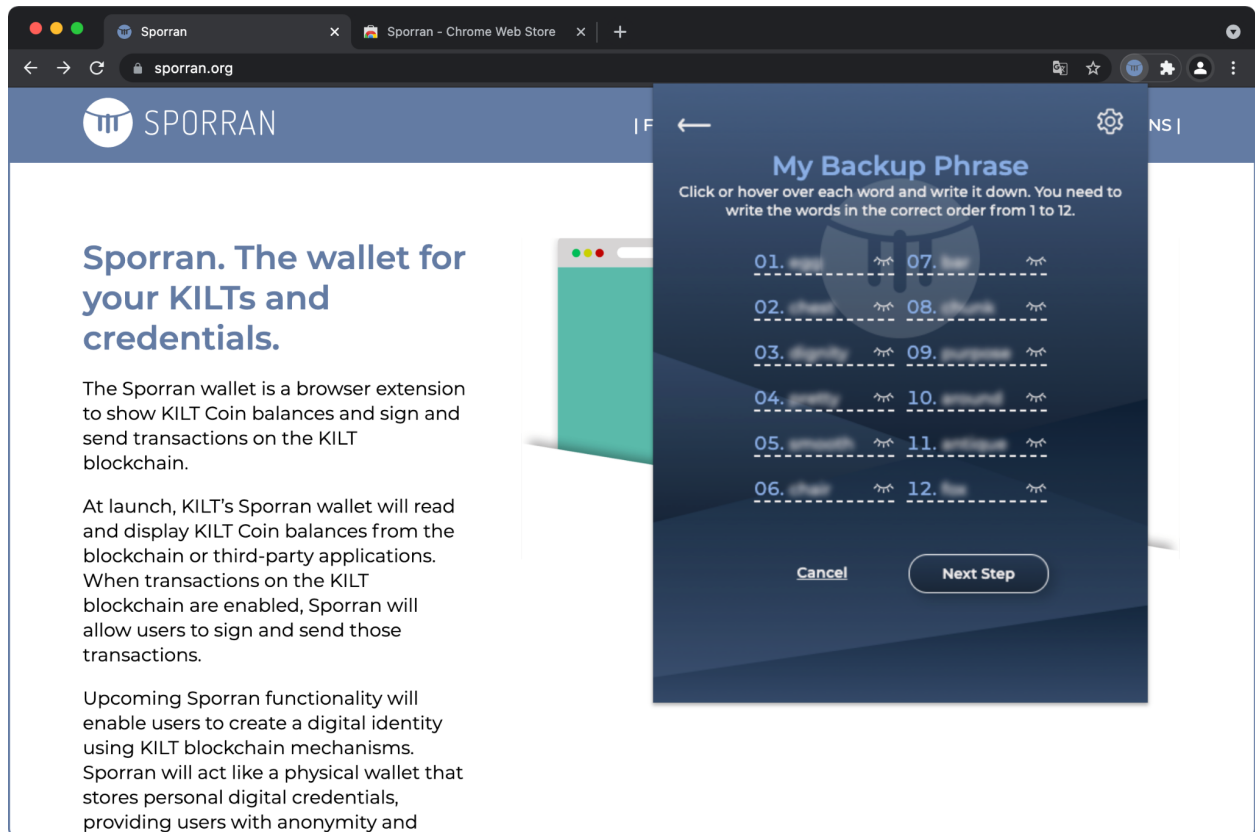 Sporran
Sporran - Chrome Web Store
sporran.org
SPORRAN
| F
NS |
Sporran. The wallet for
your KILTs and
credentials.
The Sporran wallet is a browser extension
to show KILT Coin balances and sign and
send transactions on the KILT
blockchain.
At launch, KILT’s Sporran wallet will read
and display KILT Coin balances from the
blockchain or third-party applications.
When transactions on the KILT
blockchain are enabled, Sporran will
allow users to sign and send those
transactions.
Upcoming Sporran functionality will
enable users to create a digital identity
using KILT blockchain mechanisms.
Sporran will act like a physical wallet that
stores personal digital credentials,
providing users with anonymity and
My Backup Phrase
Click or hover over each word and write it down. You need to
write the words in the correct order from 1 to 12.
01. 07.
02. 08.
03. 09.
04. 10.
05. 11.
06. 12.
Cancel
Next Step